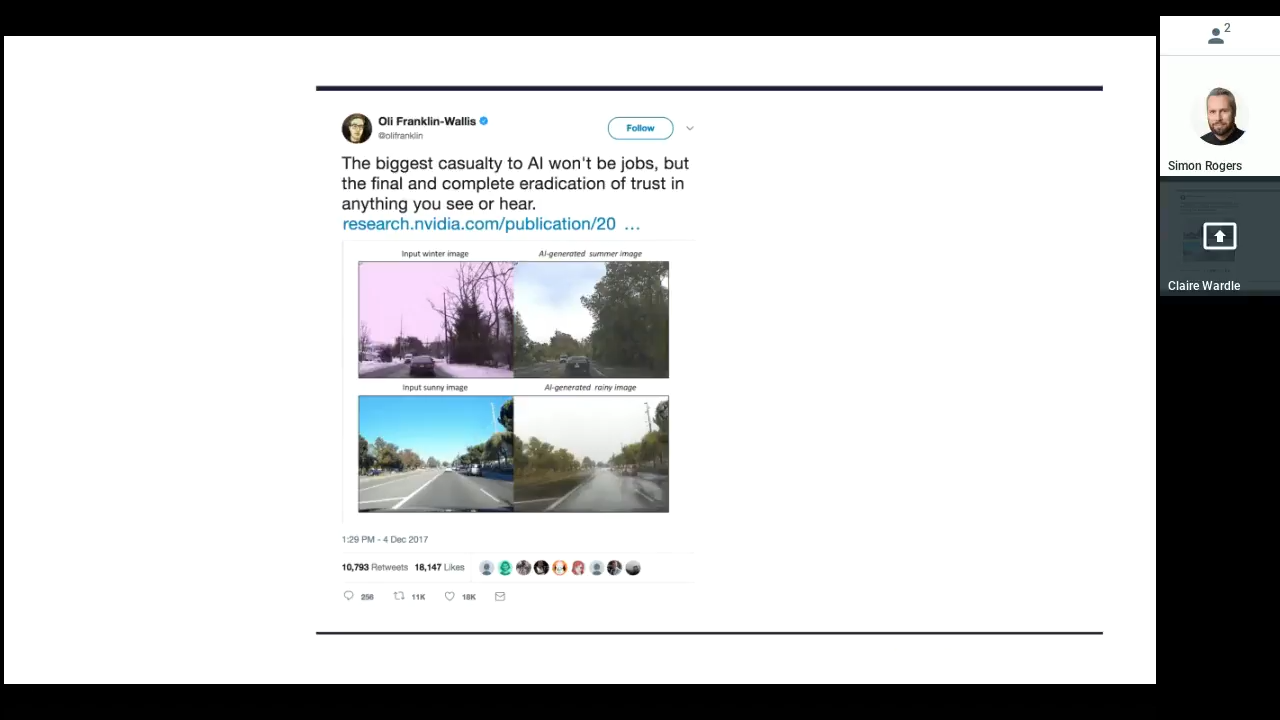 Oli Franklin-Wallis
@olifranklin
Follow
The biggest casualty to AI won't be jobs, but
the final and complete eradication of trust in
anything you see or hear.
research.nvidia.com/publication/20 …
Input winter image
AI-generated summer image
Input sunny image
AI-generated rainy image
1:29 PM - 4 Dec 2017
10,793 Retweets 18,147 Likes
256 11K 18K
2
Simon Rogers
Claire Wardle